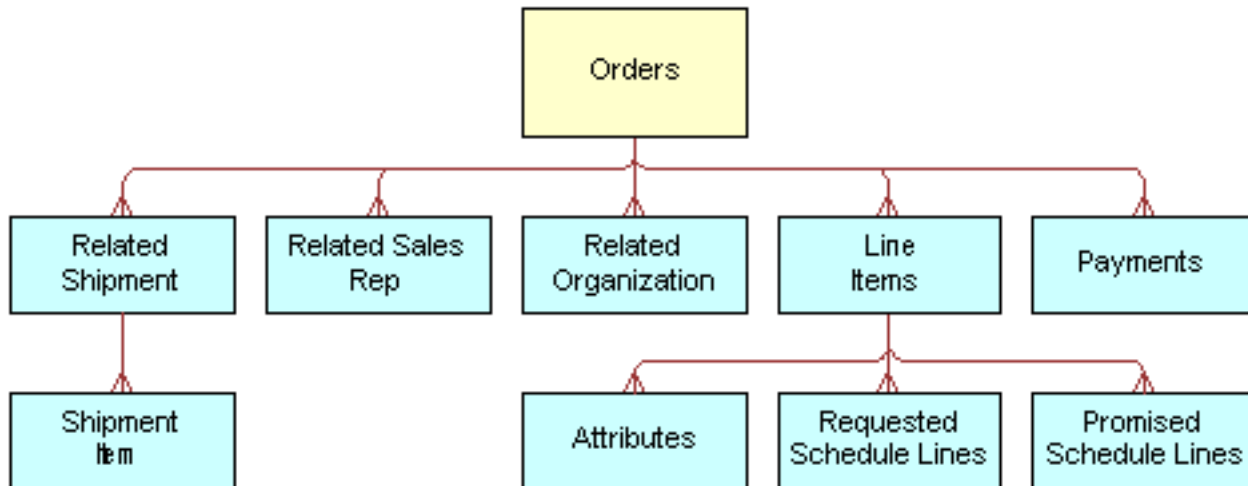 Orders
Related
Shipment
Related Sales
Rep
Related
Organization
Line
Items
Payments
Shipment
Item
Attributes
Requested
Schedule Lines
Promised
Schedule Lines